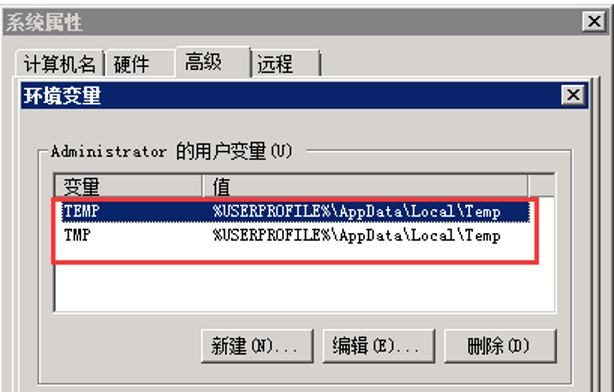 系统属性
计算机名 硬件 高级 远程
环境变量
Administrator 的用户变量(U)
变量 值
TEMP %USERPROFILE%\AppData\Local\Temp
TMP %USERPROFILE%\AppData\Local\Temp
新建(N)... 编辑(E)... 删除(D)